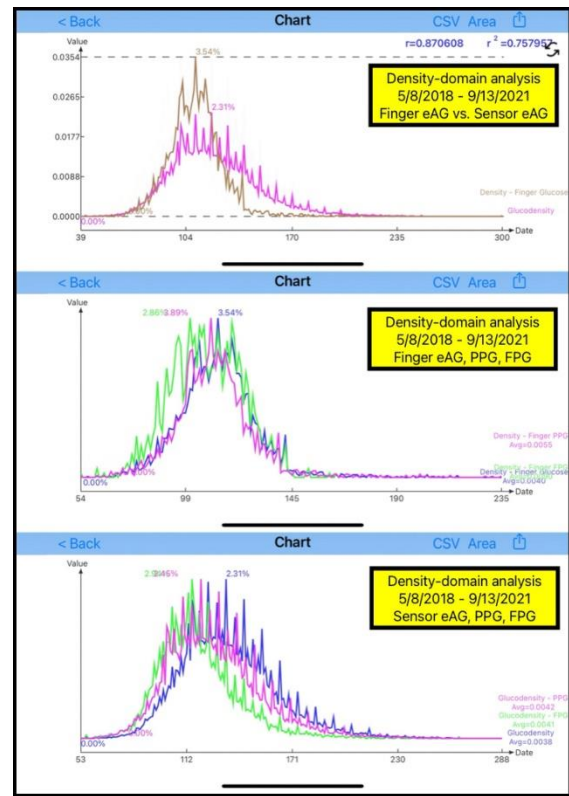 < Back Chart CSV Area
Value r=0.870608 r²=0.757957
0.0354 3.54%
Density-domain analysis
5/8/2018 - 9/13/2021
Finger eAG vs. Sensor eAG
0.0265
2.31%
0.0177
0.0088
Density - Finger Glucose
Glucodensity
0.0000
0.00%
39 104 170 235 300
Date
< Back Chart CSV Area
Value
2.86% 3.54%
Density-domain analysis
5/8/2018 - 9/13/2021
Finger eAG, PPG, FPG
Density - Finger PPG
Avg=0.0055
Density - Finger Glucose
Avg=0.0040
0.00%
54 99 145 190 235
Date
< Back Chart CSV Area
Value
2.31%
Density-domain analysis
5/8/2018 - 9/13/2021
Sensor eAG, PPG, FPG
Glucodensity - PPG
Avg=0.0042
Glucodensity - FPG
Avg=0.0041
Glucodensity
Avg=0.0038
0.00%
53 112 171 230 288
Date